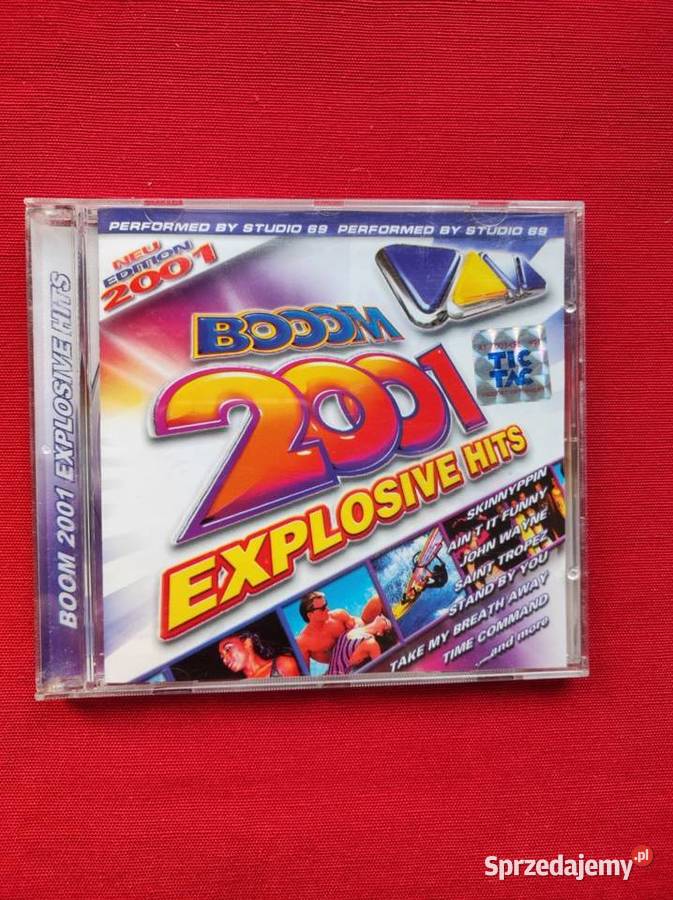 PERFORMED BY STUDIO 69 PERFORMED BY STUDIO 69
NEU
EDITION
2001
BOOOM
2001
EXPLOSIVE HITS
TIC
TAC
SKINNYPPIN
AIN'T IT FUNNY
JOHN WAYNE
SAINT TROPEZ
STAND BY YOU
TAKE MY BREATH AWAY
TIME COMMAND
...and more
BOOM 2001 EXPLOSIVE HITS
Sprzedajemy.pl